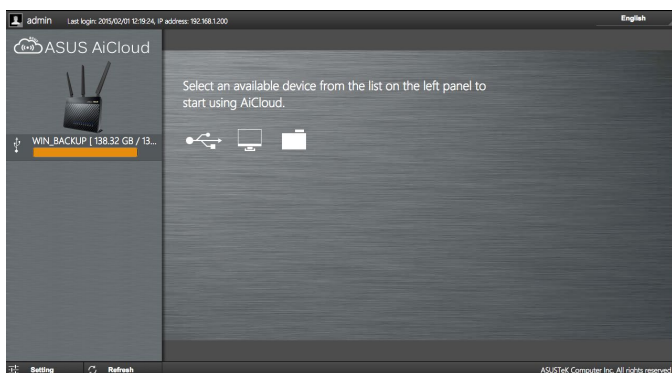 admin Last login: 2015/02/01 12:19:24, IP address: 192.168.1.200
English
ASUS AiCloud
Select an available device from the list on the left panel to
start using AiCloud.
WIN_BACKUP [ 138.32 GB / 13...
Setting Refresh
ASUSTeK Computer Inc. All rights reserved